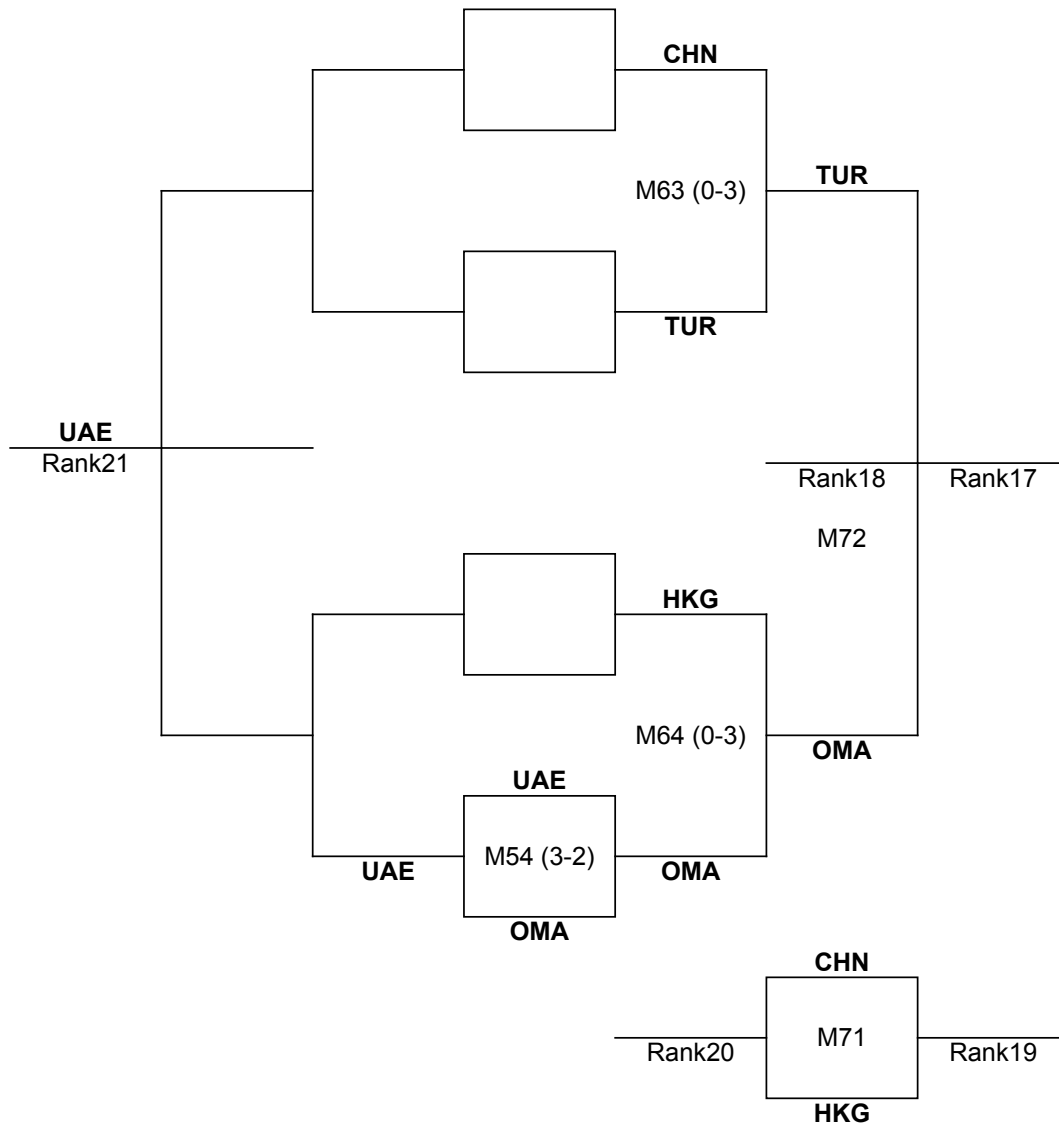 CHN
M63 (0-3)
TUR
TUR
UAE
Rank21
Rank18
Rank17
M72
HKG
M64 (0-3)
OMA
UAE
M54 (3-2)
UAE
OMA
OMA
CHN
M71
Rank20
Rank19
HKG